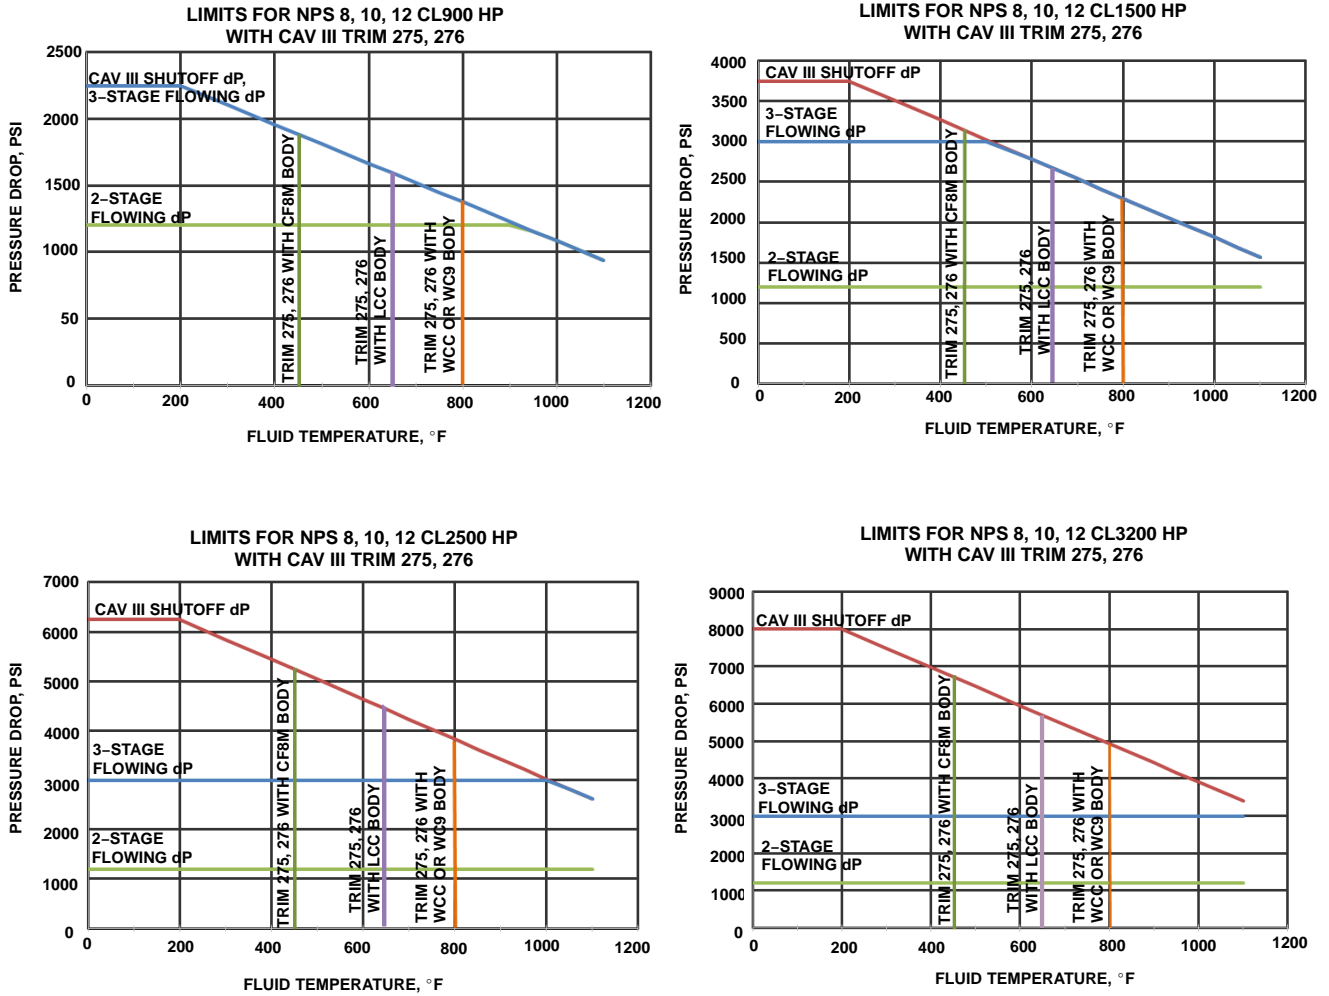 LIMITS FOR NPS 8, 10, 12 CL900 HP
WITH CAV III TRIM 275, 276
2500
2000
1500
1000
50
0
PRESSURE DROP, PSI
CAV III SHUTOFF dP,
3–STAGE FLOWING dP
2–STAGE
FLOWING dP
TRIM 275, 276 WITH CF8M BODY
TRIM 275, 276
WITH LCC BODY
TRIM 275, 276 WITH
WCC OR WC9 BODY
0 200 400 600 800 1000 1200
FLUID TEMPERATURE, °F
LIMITS FOR NPS 8, 10, 12 CL1500 HP
WITH CAV III TRIM 275, 276
4000
3500
3000
2500
2000
1500
1000
500
0
PRESSURE DROP, PSI
CAV III SHUTOFF dP
3–STAGE
FLOWING dP
2–STAGE
FLOWING dP
TRIM 275, 276 WITH CF8M BODY
TRIM 275, 276
WITH LCC BODY
TRIM 275, 276 WITH
WCC OR WC9 BODY
0 200 400 600 800 1000 1200
FLUID TEMPERATURE, °F
LIMITS FOR NPS 8, 10, 12 CL2500 HP
WITH CAV III TRIM 275, 276
7000
6000
5000
4000
3000
2000
1000
0
PRESSURE DROP, PSI
CAV III SHUTOFF dP
3–STAGE
FLOWING dP
2–STAGE
FLOWING dP
TRIM 275, 276 WITH CF8M BODY
TRIM 275, 276
WITH LCC BODY
TRIM 275, 276 WITH
WCC OR WC9 BODY
0 200 400 600 800 1000 1200
FLUID TEMPERATURE, °F
LIMITS FOR NPS 8, 10, 12 CL3200 HP
WITH CAV III TRIM 275, 276
9000
8000
7000
6000
5000
4000
3000
2000
1000
0
PRESSURE DROP, PSI
CAV III SHUTOFF dP
3–STAGE
FLOWING dP
2–STAGE
FLOWING dP
TRIM 275, 276 WITH CF8M BODY
TRIM 275, 276
WITH LCC BODY
TRIM 275, 276 WITH
WCC OR WC9 BODY
0 200 400 600 800 1000 1200
FLUID TEMPERATURE, °F